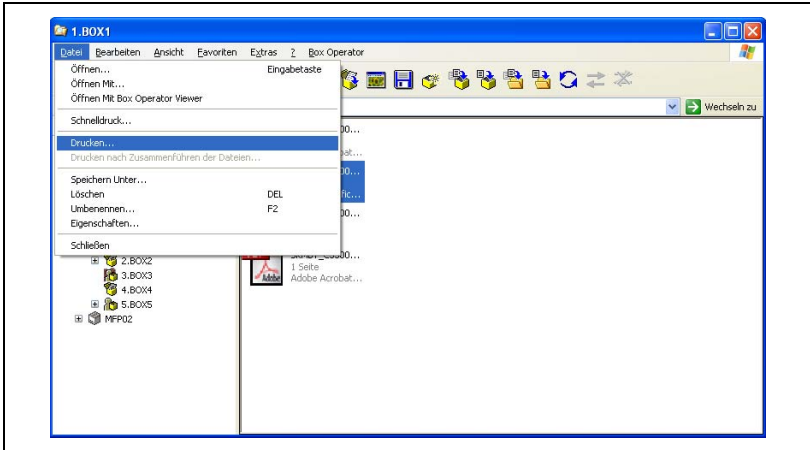 1.BOX1
Datei Bearbeiten Ansicht Favoriten Extras ? Box Operator
Öffnen... Eingabetaste
Öffnen Mit...
Öffnen Mit Box Operator Viewer
Wechseln zu
Schnelldruck...
Drucken...
Drucken nach Zusammenführen der Dateien...
Speichern Unter...
Löschen DEL
Umbenennen... F2
Eigenschaften...
Schließen
2.BOX2
1 Seite
3.BOX3
Adobe Acrobat...
4.BOX4
5.BOX5
MFP02